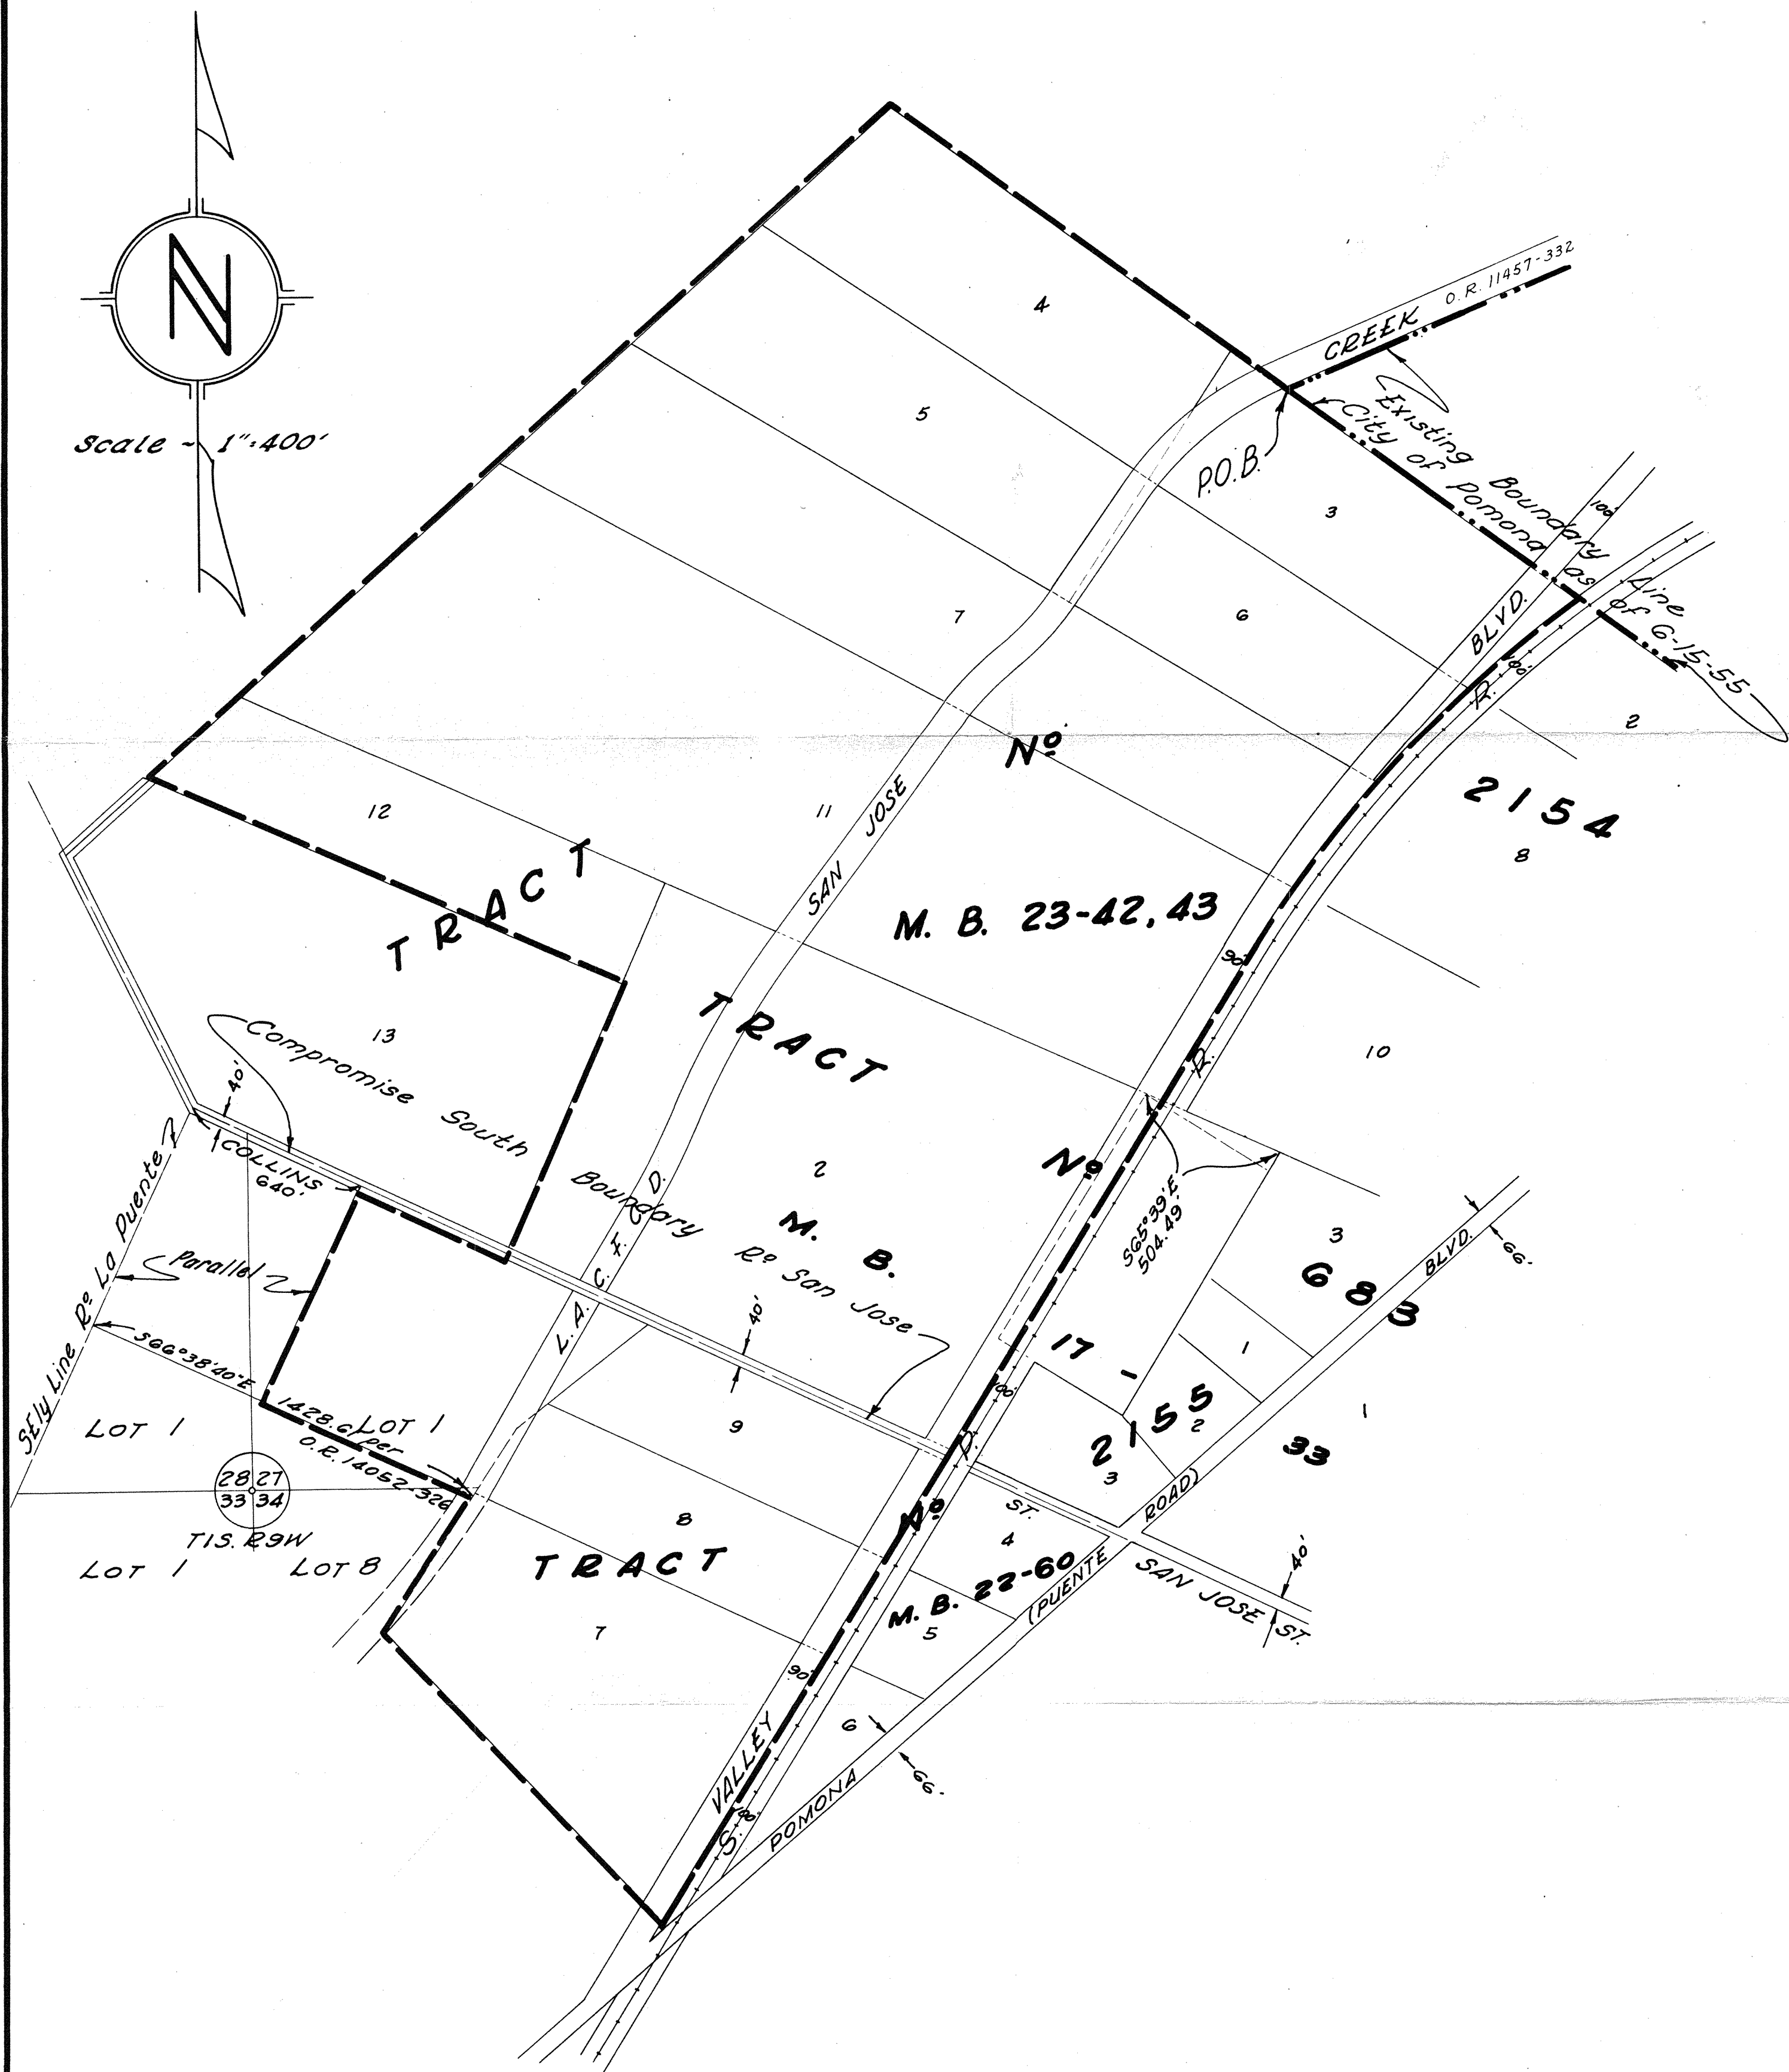 N
Scale ~ 1"=400'
4
CREEK
O.R. 11457-332
Existing Boundary Line
City of Pomona as of 6-15-55
P.O.B.
5
3
100'
BLVD.
7
6
R.
100'
2
Nº
2154
8
12
11
SAN JOSE
M. B. 23-42, 43
90'
TRACT
13
TRACT
R.
10
Compromise South Boundary Rº San Jose
40'
COLLINS
640'
2
Nº
S65°39'E
504.49
3
683
BLVD.
66'
M. B.
17 -
1
Parallel
SEly Line Rº La Puente
L.A.C.F.C.D.
40'
100'
S66°38'40"E
1428.61 per
O.R. 14052-326
LOT 1
LOT 1
9
P.
2155
2
3
1
33
28 27
33 34
T1S. R9W
LOT 1
LOT 8
8
TRACT
Nº
ST.
4
M. B. 22-60
(PUENTE ROAD)
SAN JOSE ST.
40'
7
5
90'
6
66'
VALLEY
S.
100'
POMONA